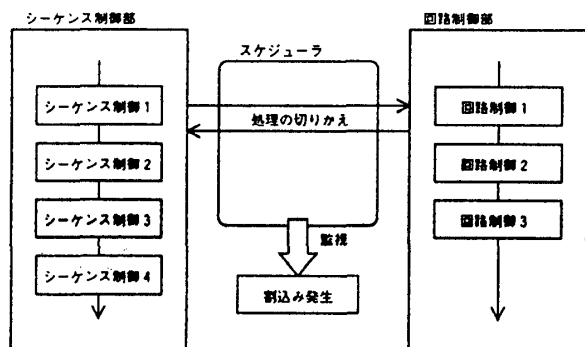 シーケンス制御部
シーケンス制御1
シーケンス制御2
シーケンス制御3
シーケンス制御4
スケジューラ
処理の切りかえ
監視
割込み発生
回路制御部
回路制御1
回路制御2
回路制御3